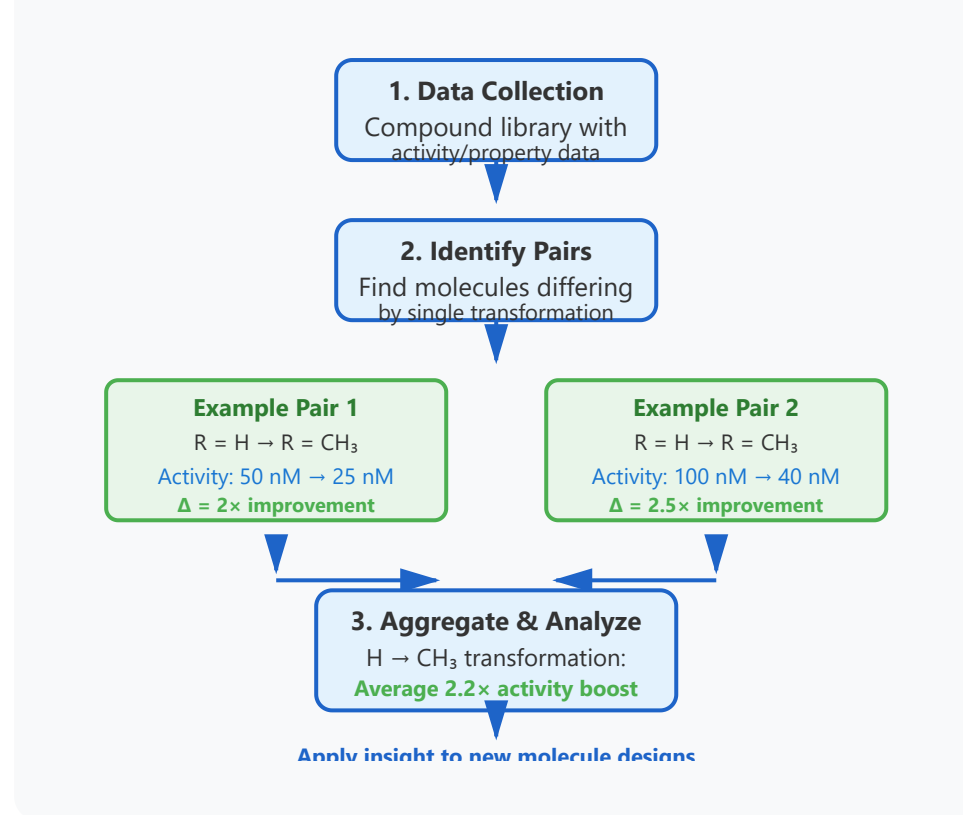 1. Data Collection
Compound library with
activity/property data
2. Identify Pairs
Find molecules differing
by single transformation
Example Pair 1
R = H → R = CH₃
Activity: 50 nM → 25 nM
Δ = 2× improvement
Example Pair 2
R = H → R = CH₃
Activity: 100 nM → 40 nM
Δ = 2.5× improvement
3. Aggregate & Analyze
H → CH₃ transformation:
Average 2.2× activity boost
Apply insight to new molecule designs